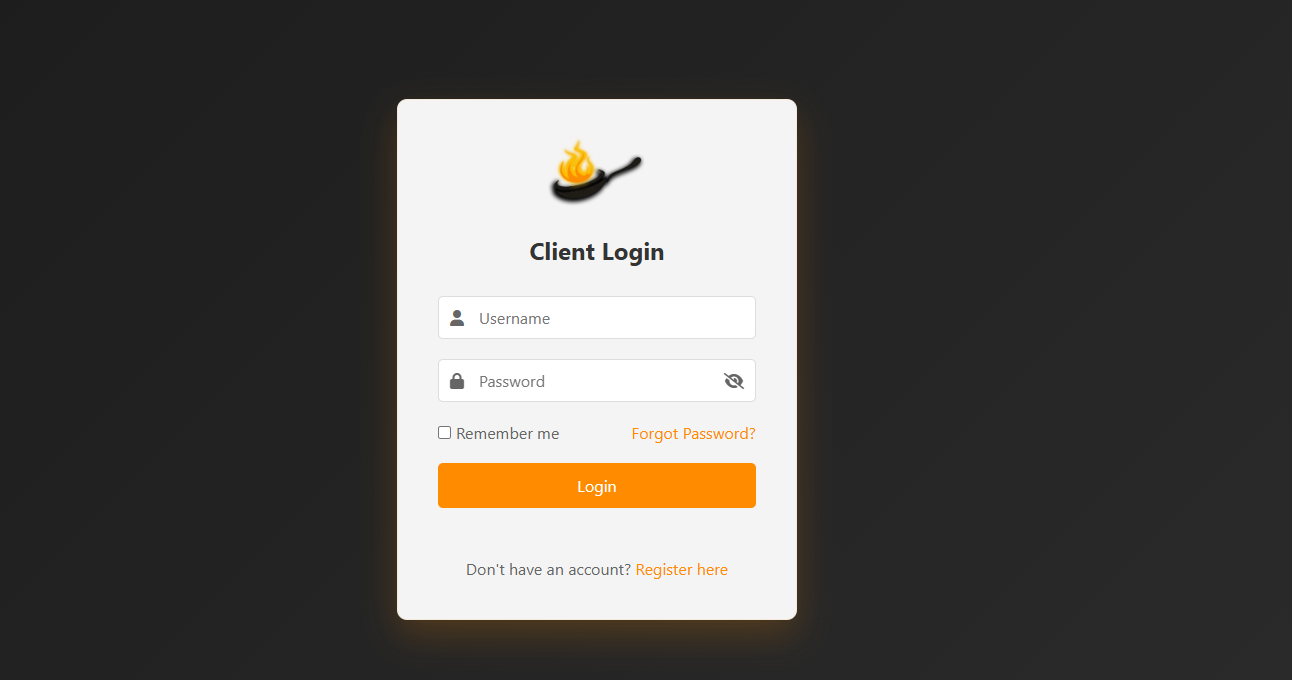 Client Login
Username
Password
Remember me Forgot Password?
Login
Don't have an account? Register here